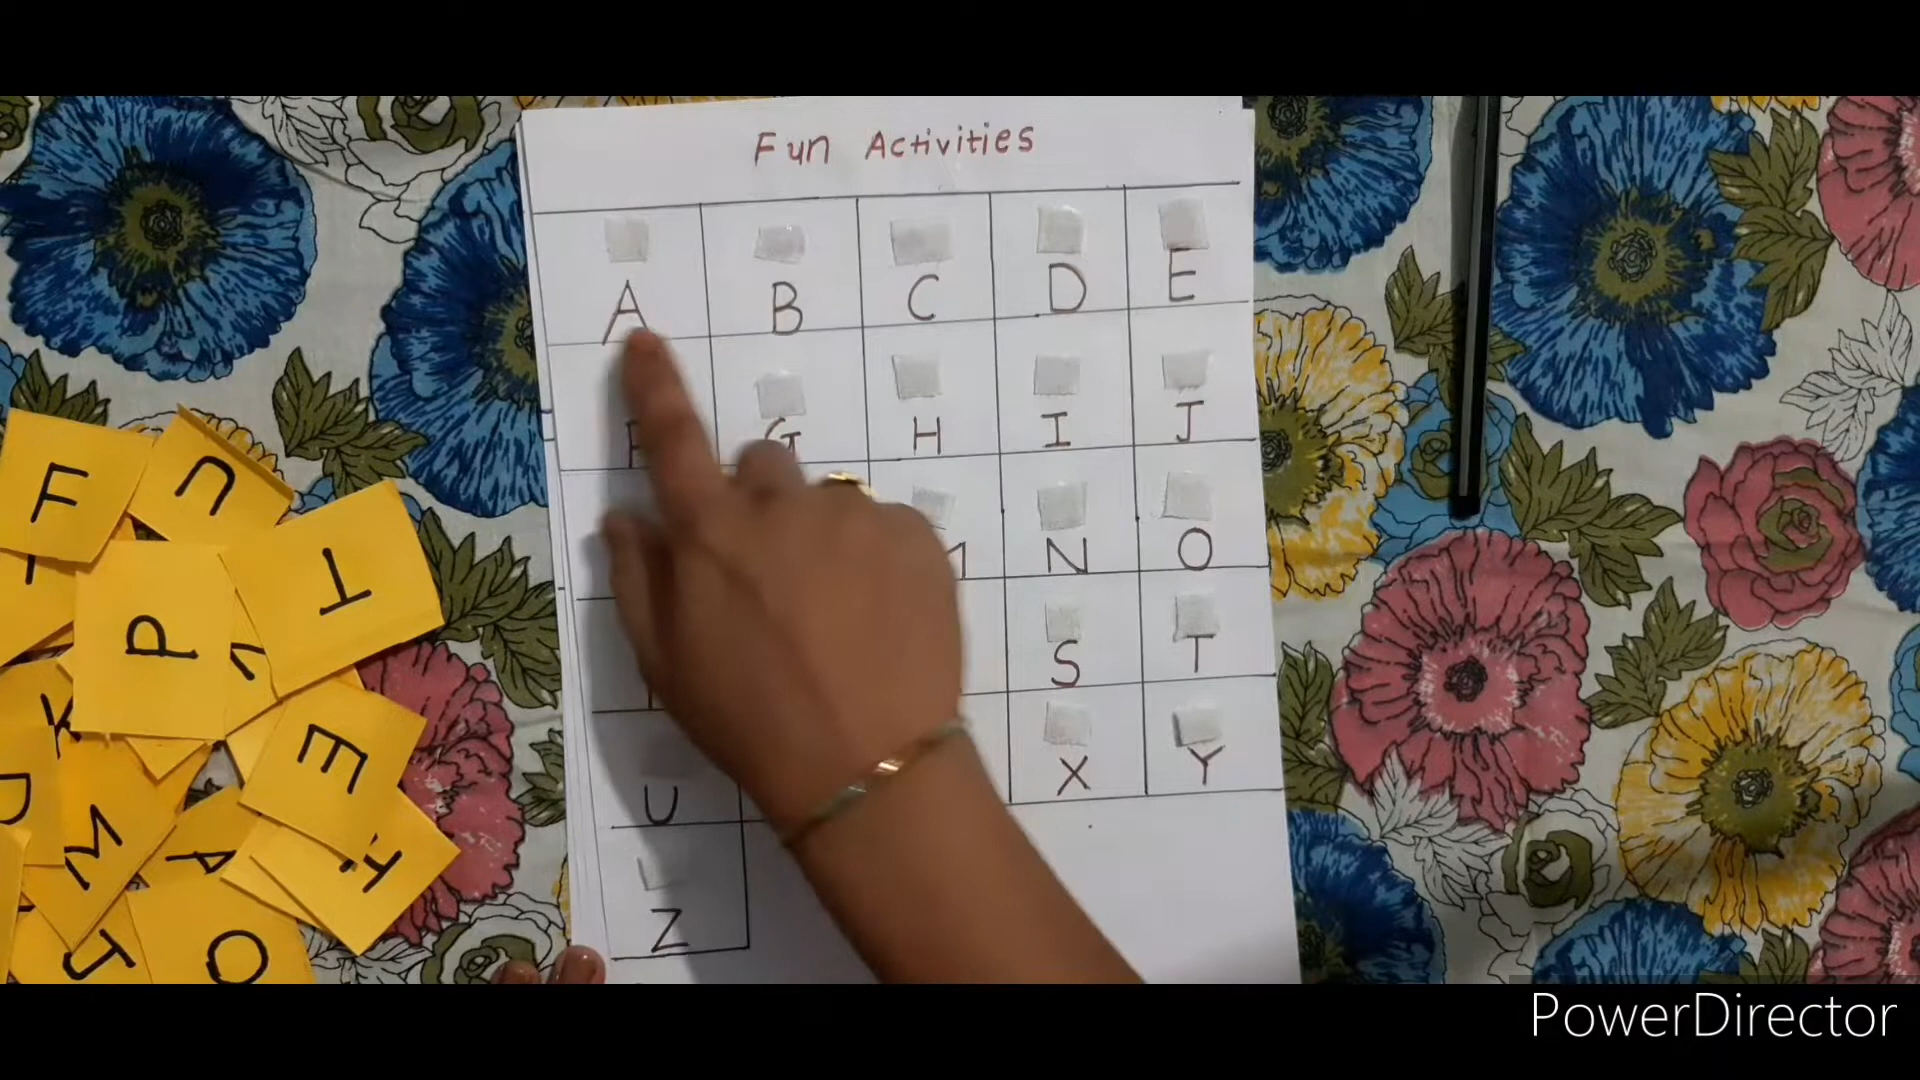 Fun Activities
A B C D E
F G H I J
N O
S T
U X Y
Z
F U
T
P
V
K
E
M
A
O
PowerDirector